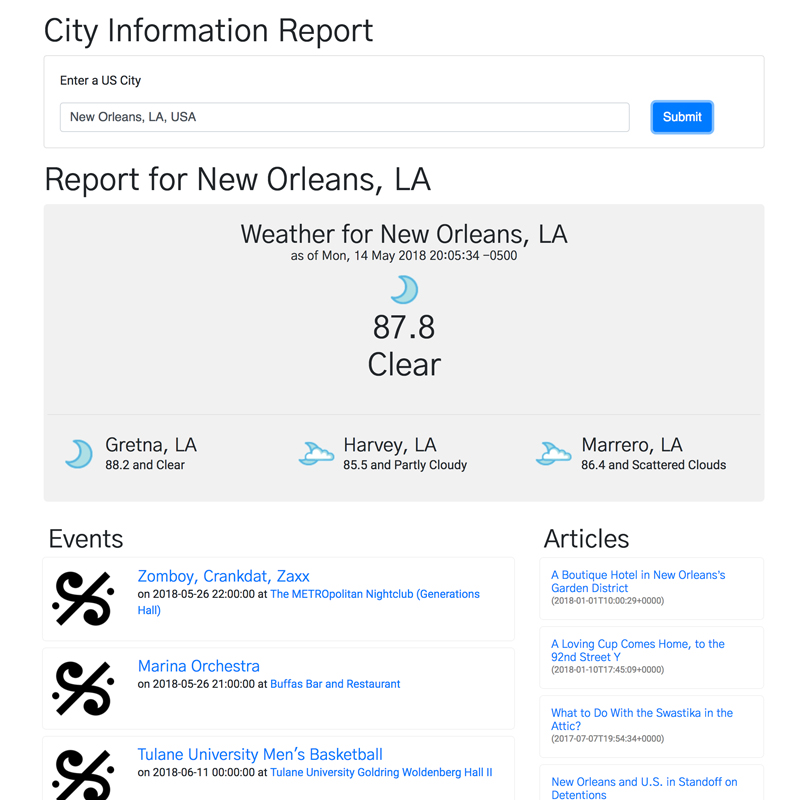 City Information Report
Enter a US City
New Orleans, LA, USA
Submit
Report for New Orleans, LA
Weather for New Orleans, LA
as of Mon, 14 May 2018 20:05:34 -0500
87.8
Clear
Gretna, LA
88.2 and Clear
Harvey, LA
85.5 and Partly Cloudy
Marrero, LA
86.4 and Scattered Clouds
Events
Zomboy, Crankdat, Zaxx
on 2018-05-26 22:00:00 at The METROpolitan Nightclub (Generations
Hall)
Marina Orchestra
on 2018-05-26 21:00:00 at Buffas Bar and Restaurant
Tulane University Men's Basketball
on 2018-06-11 00:00:00 at Tulane University Goldring Woldenberg Hall II
Articles
A Boutique Hotel in New Orleans's
Garden District
(2018-01-01T10:00:29+0000)
A Loving Cup Comes Home, to the
92nd Street Y
(2018-01-10T17:45:09+0000)
What to Do With the Swastika in the
Attic?
(2017-07-07T19:54:34+0000)
New Orleans and U.S. in Standoff on
Detentions